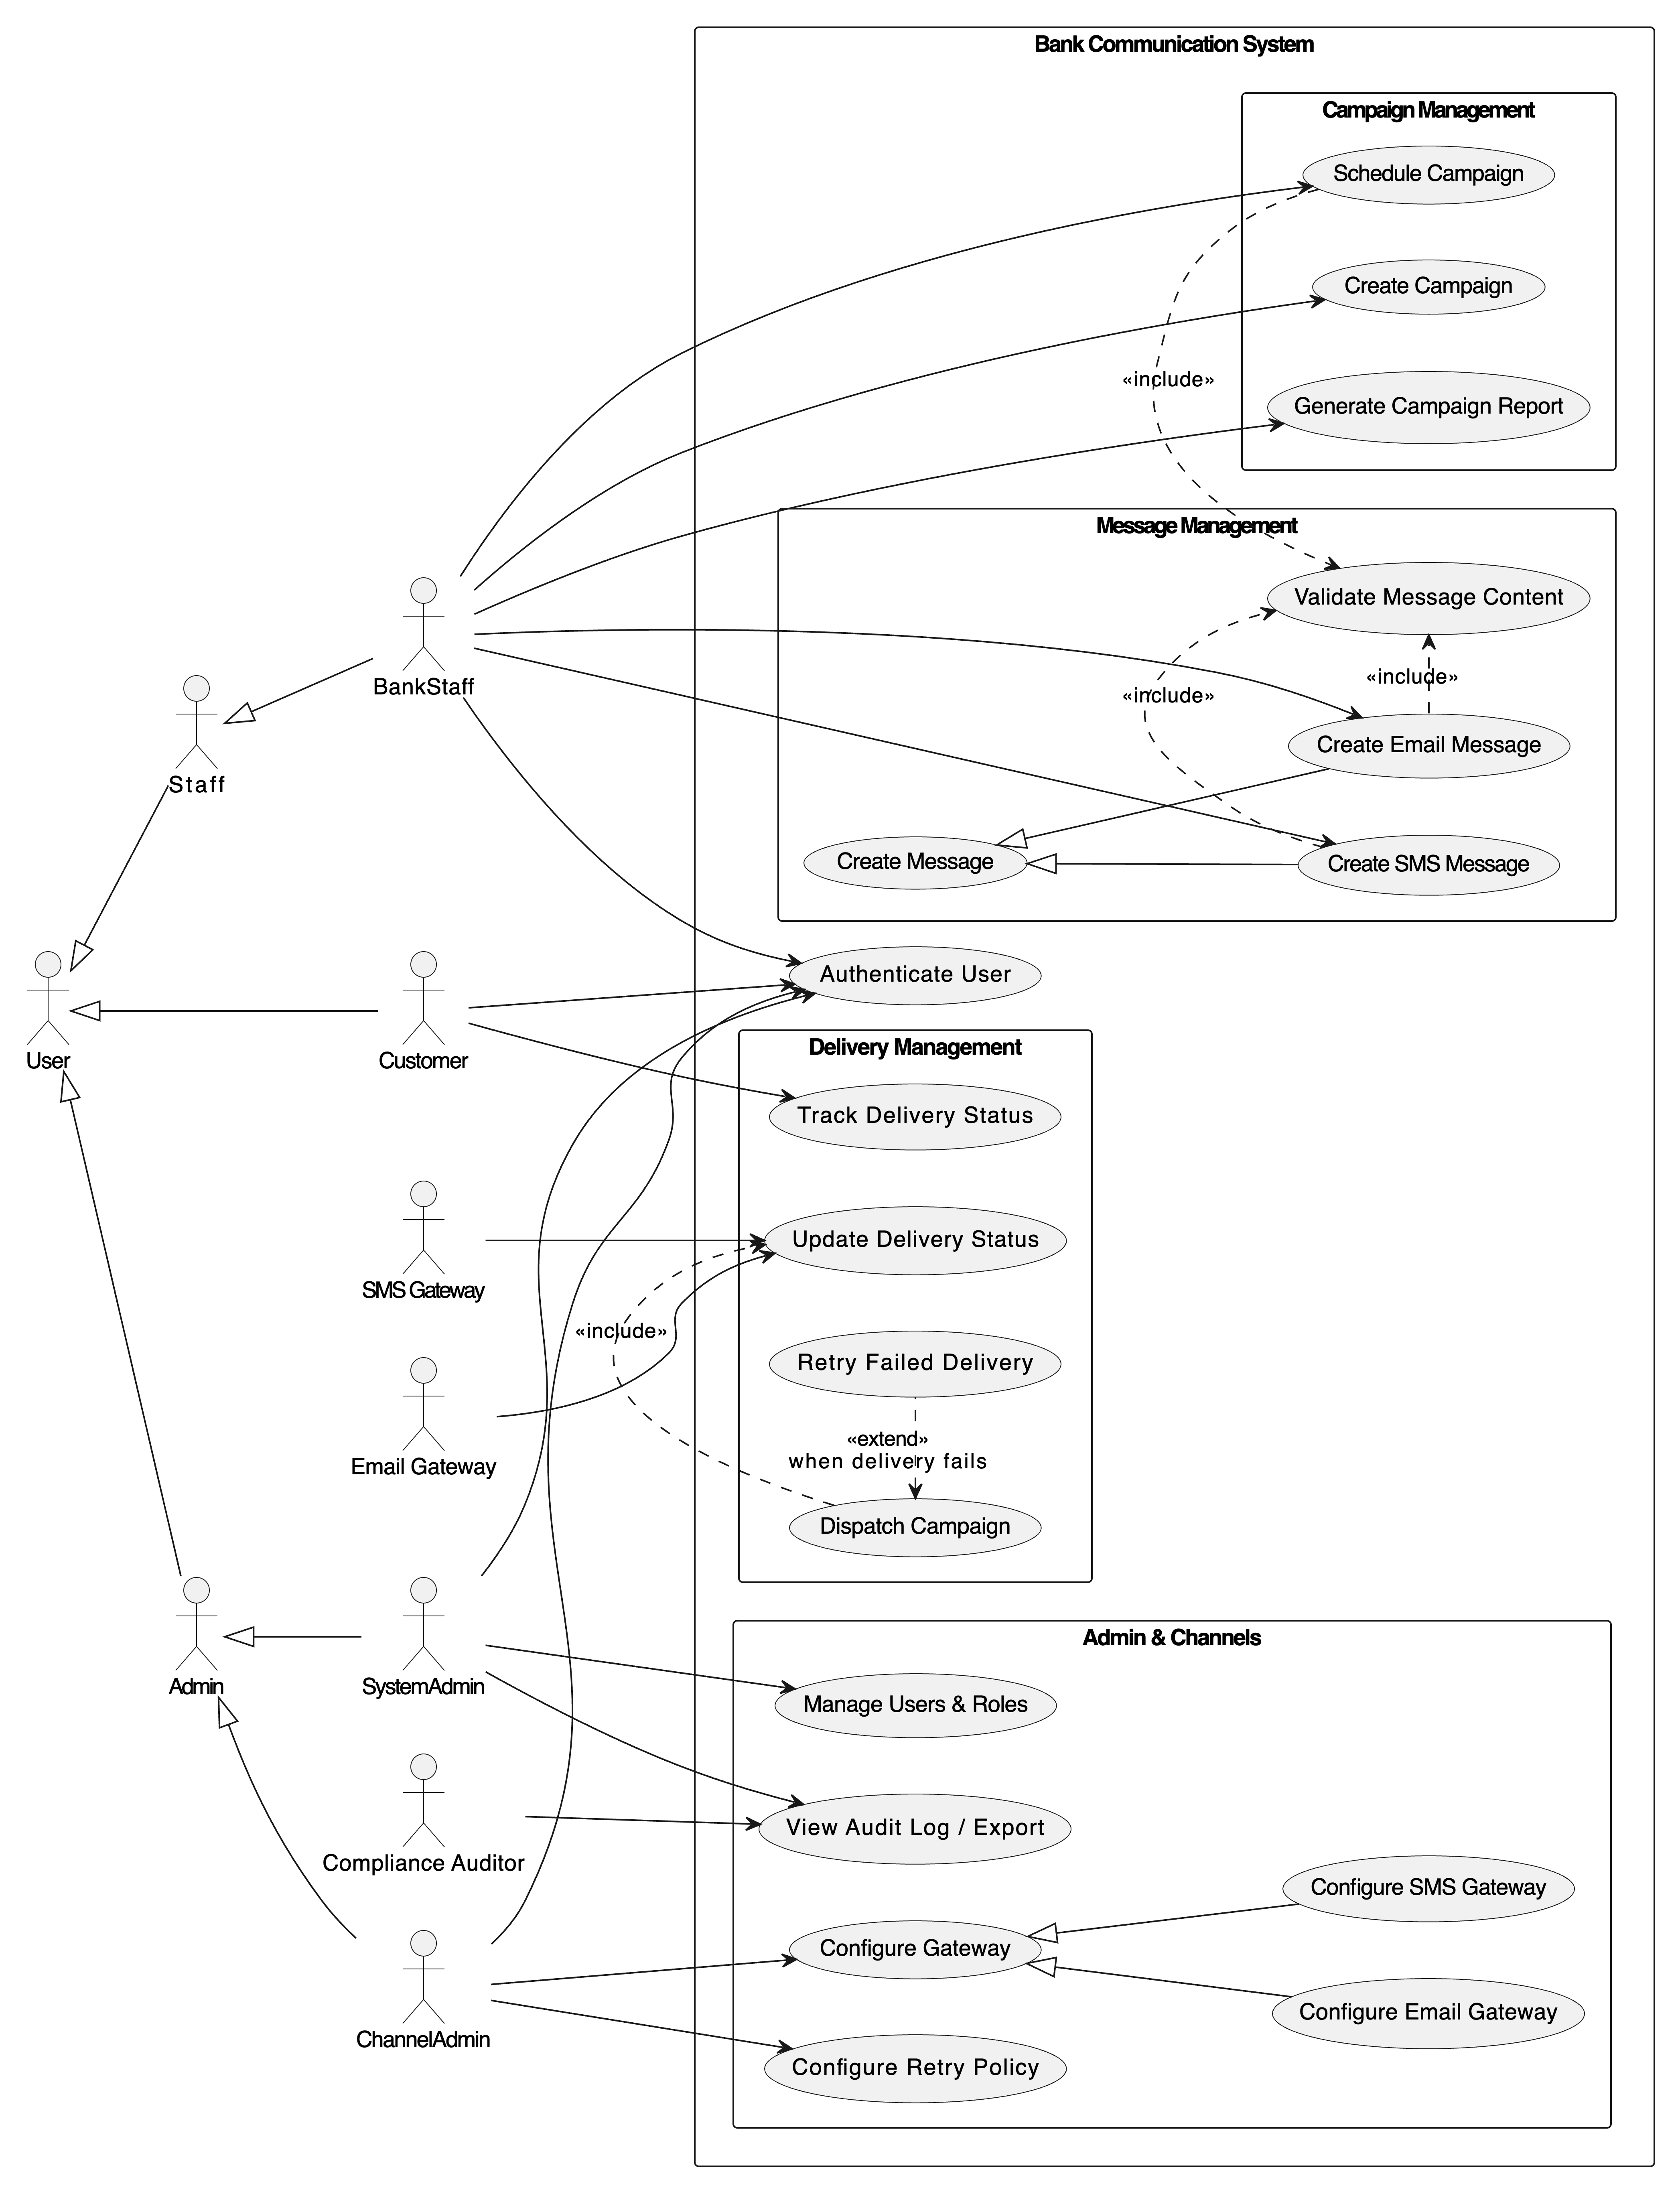 Bank Communication System
Campaign Management
Schedule Campaign
Create Campaign
«include»
Generate Campaign Report
Message Management
Validate Message Content
«include»
BankStaff
«include»
Create Email Message
Staff
Create Message
Create SMS Message
Authenticate User
User
Customer
Delivery Management
Track Delivery Status
Update Delivery Status
SMS Gateway
«include»
Retry Failed Delivery
«extend»
when delivery fails
Email Gateway
Dispatch Campaign
Admin & Channels
Admin
SystemAdmin
Manage Users & Roles
View Audit Log / Export
Compliance Auditor
Configure SMS Gateway
Configure Gateway
Configure Email Gateway
ChannelAdmin
Configure Retry Policy